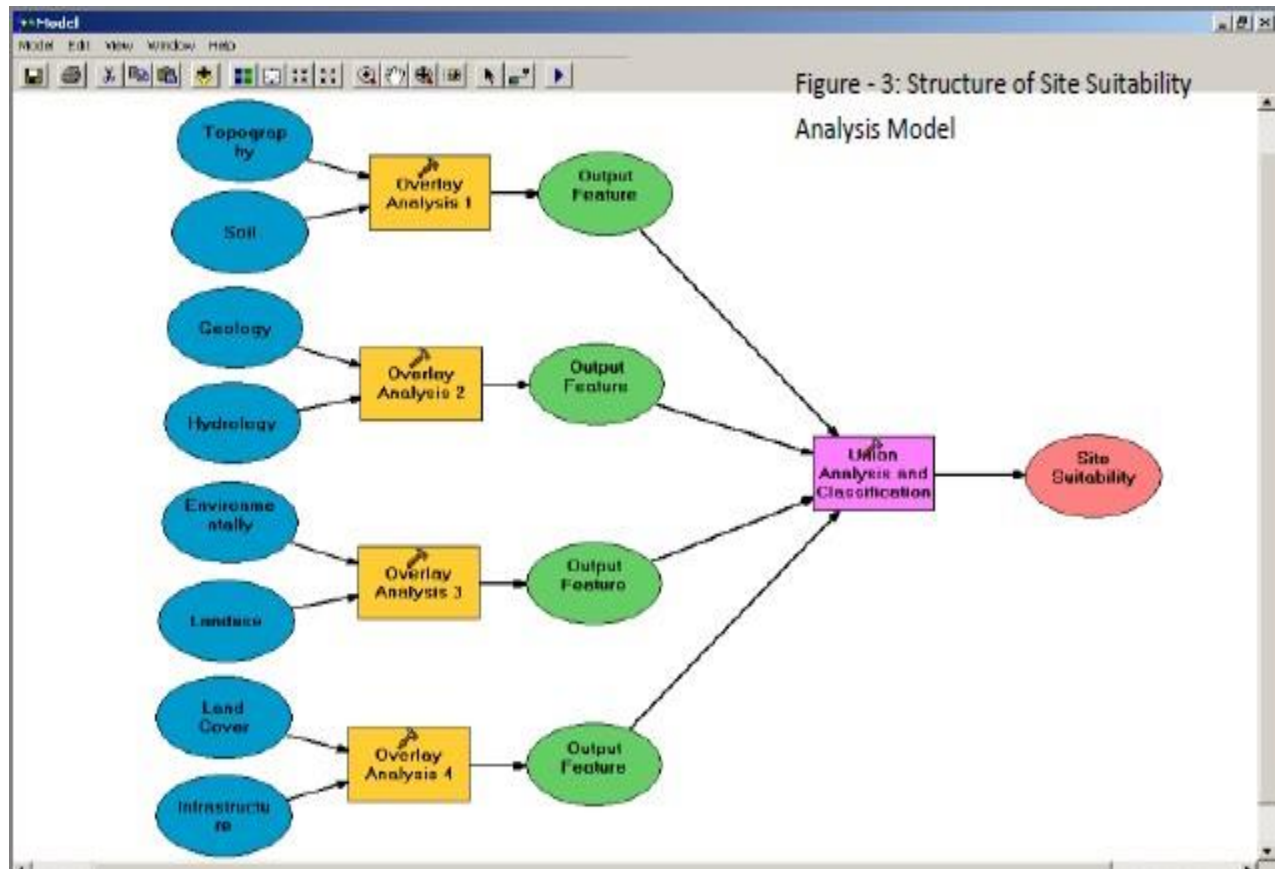 Model
Model Edit View Window Help
Figure - 3: Structure of Site Suitability
Analysis Model
Topograp
hy
Overlay
Analysis 1
Output
Feature
Soil
Geology
Overlay
Analysis 2
Output
Feature
Hydrology
Union
Analysis and
Classification
Site
Suitability
Environme
ntally
Overlay
Analysis 3
Output
Feature
Landuse
Land
Cover
Overlay
Analysis 4
Output
Feature
Infrastructu
re